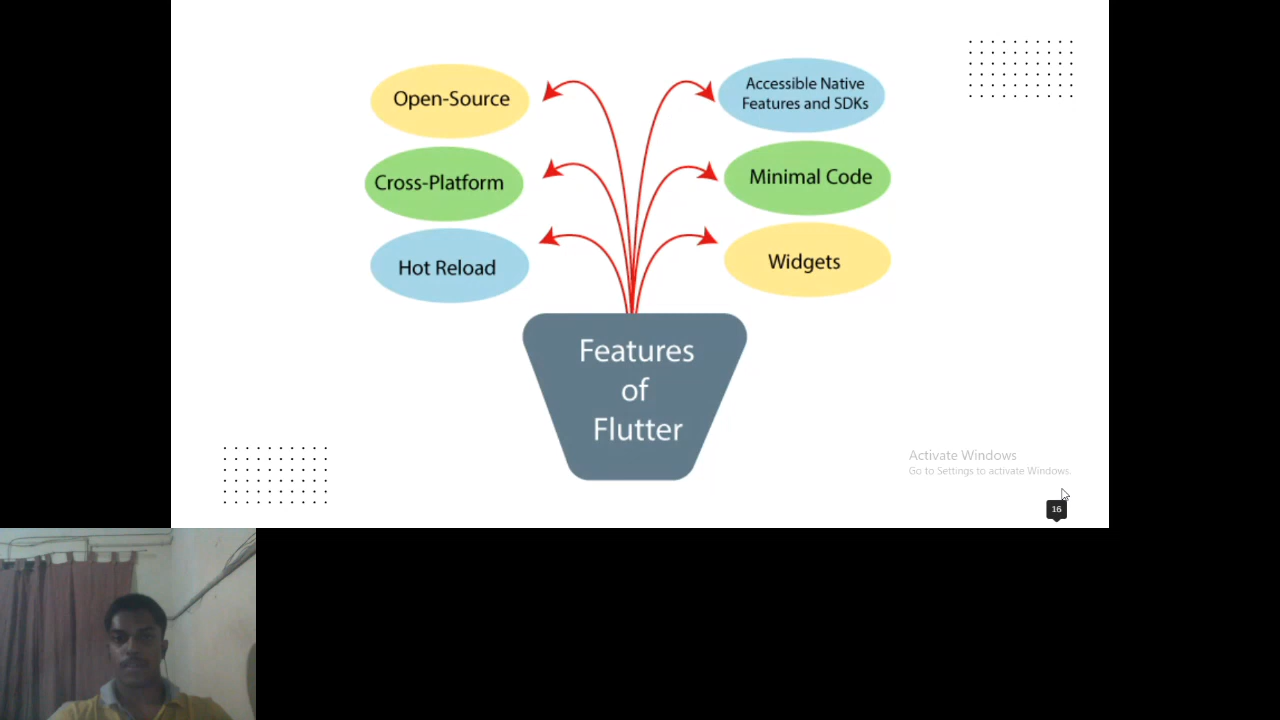 Open-Source
Accessible Native
Features and SDKs
Cross-Platform
Minimal Code
Hot Reload
Widgets
Features
of
Flutter
Activate Windows
Go to Settings to activate Windows.
16